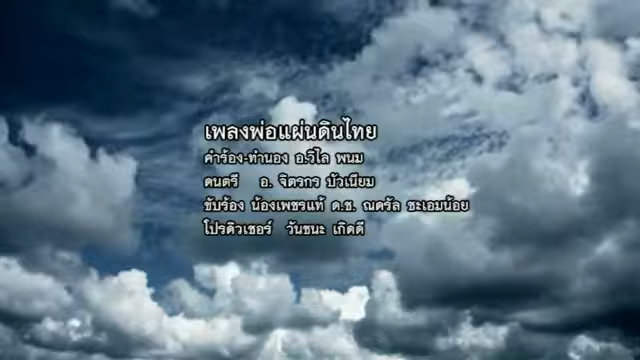 เพลงพ่อแผ่นดินไทย
คำร้อง-ทำนอง อ.วิไล พนม
ดนตรี อ. จิตรกร บัวเนียม
ขับร้อง น้องเพชรแท้ ด.ช. ณดรัล ชะเอมน้อย
โปรดิวเซอร์ วันชนะ เกิดดี